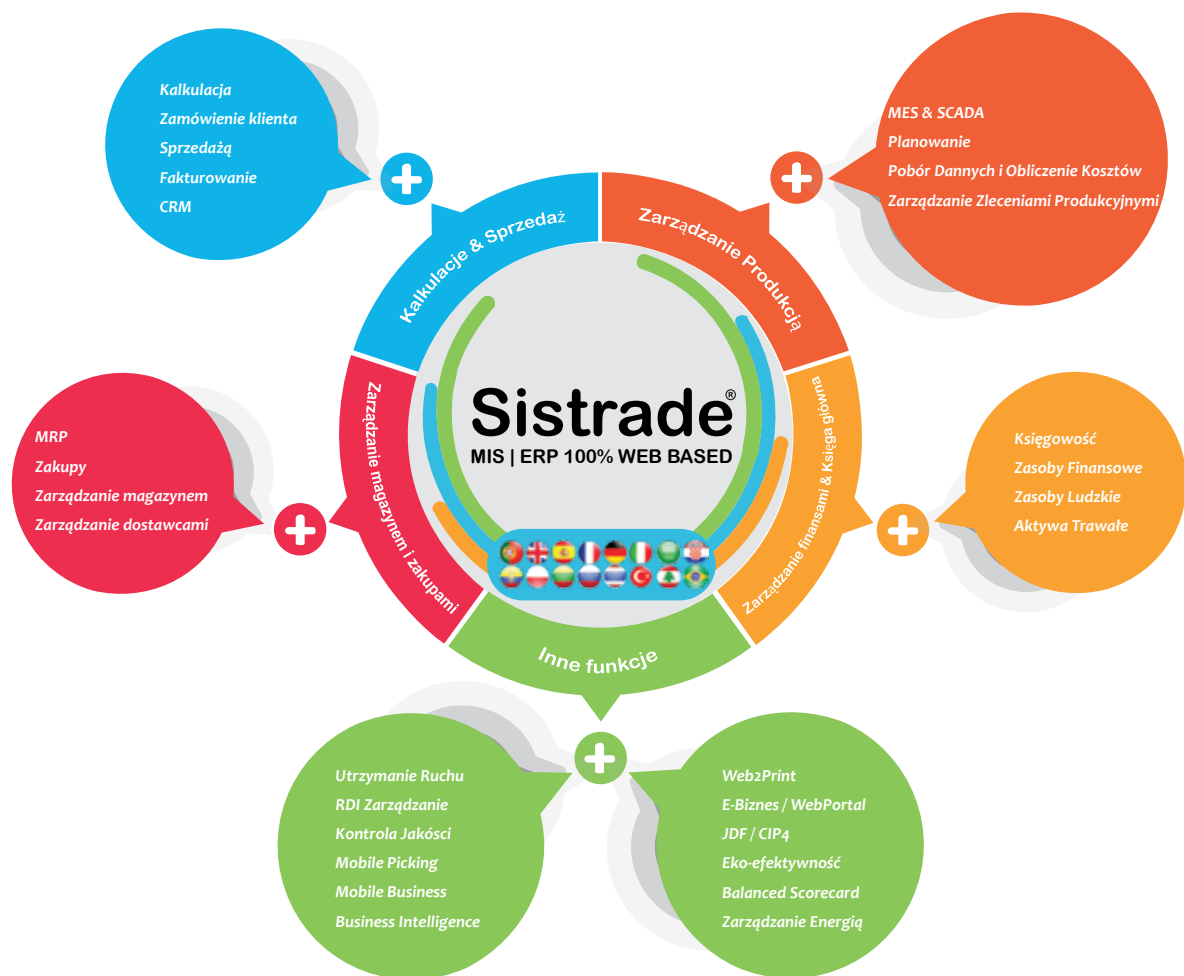 Kalkulacja
Zamówienie klienta
Sprzedażą
Fakturowanie
CRM
MES & SCADA
Planowanie
Pobór Dannych i Obliczenie Kosztów
Zarządzanie Zleceniami Produkcyjnymi
Kalkulacje & Sprzedaż
Zarządzanie Produkcją
MRP
Zakupy
Zarządzanie magazynem
Zarządzanie dostawcami
Zarządzanie magazynem i zakupami
Sistrade®
MIS | ERP 100% WEB BASED
Zarządzanie finansami & Księga główna
Księgowość
Zasoby Finansowe
Zasoby Ludzkie
Aktywa Trawałe
Inne funkcje
Utrzymanie Ruchu
RDI Zarządzanie
Kontrola Jakósci
Mobile Picking
Mobile Business
Business Intelligence
Web2Print
E-Biznes / WebPortal
JDF / CIP4
Eko-efektywność
Balanced Scorecard
Zarządzanie Energią